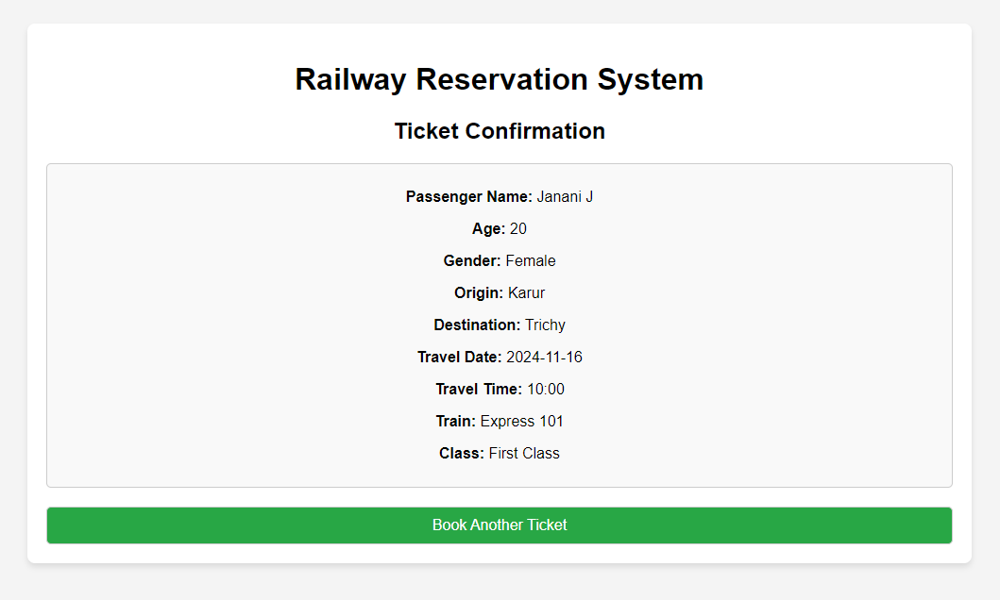 Railway Reservation System
Ticket Confirmation
Passenger Name: Janani J
Age: 20
Gender: Female
Origin: Karur
Destination: Trichy
Travel Date: 2024-11-16
Travel Time: 10:00
Train: Express 101
Class: First Class
Book Another Ticket